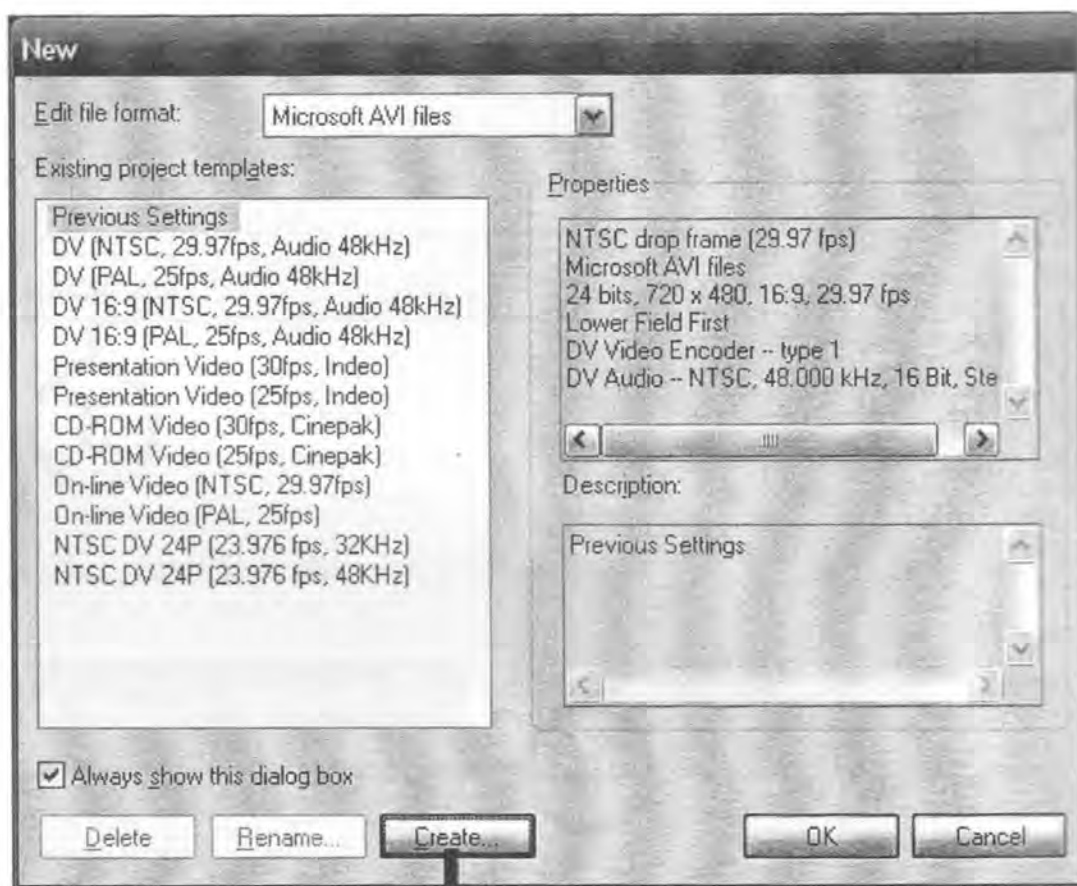 New
Edit file format:
Microsoft AVI files
Existing project templates:
Previous Settings
DV (NTSC, 29.97fps, Audio 48kHz)
DV (PAL, 25fps, Audio 48kHz)
DV 16:9 (NTSC, 29.97fps, Audio 48kHz)
DV 16:9 (PAL, 25fps, Audio 48kHz)
Presentation Video (30fps, Indeo)
Presentation Video (25fps, Indeo)
CD-ROM Video (30fps, Cinepak)
CD-ROM Video (25fps, Cinepak)
On-line Video (NTSC, 29.97fps)
On-line Video (PAL, 25fps)
NTSC DV 24P (23.976 fps, 32KHz)
NTSC DV 24P (23.976 fps, 48KHz)
Properties
NTSC drop frame (29.97 fps)
Microsoft AVI files
24 bits, 720 x 480, 16:9, 29.97 fps
Lower Field First
DV Video Encoder -- type 1
DV Audio -- NTSC, 48.000 kHz, 16 Bit, Ste
Description:
Previous Settings
Always show this dialog box
Delete
Rename...
Create...
OK
Cancel